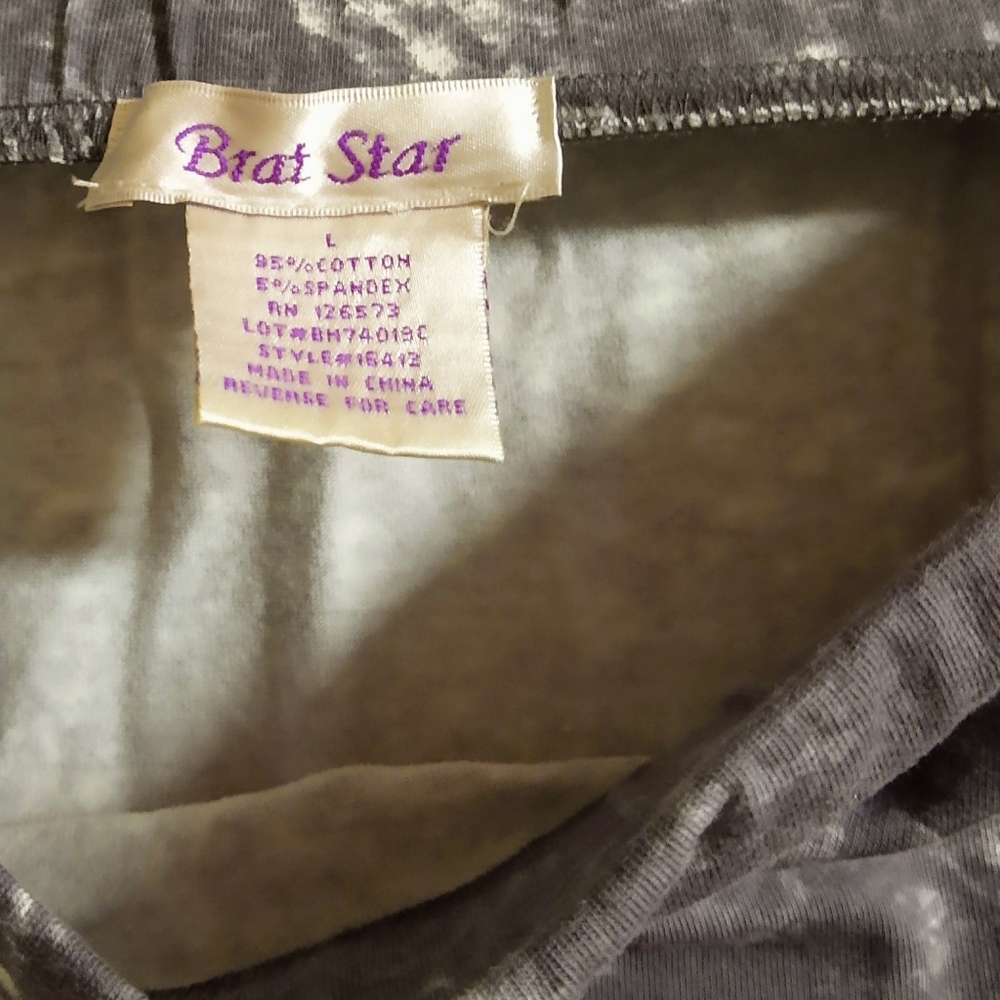 Brat Star
L
95%COTTON
5%SPANDEX
RN 126573
LOT#BH74019C
STYLE#16412
MADE IN CHINA
REVERSE FOR CARE